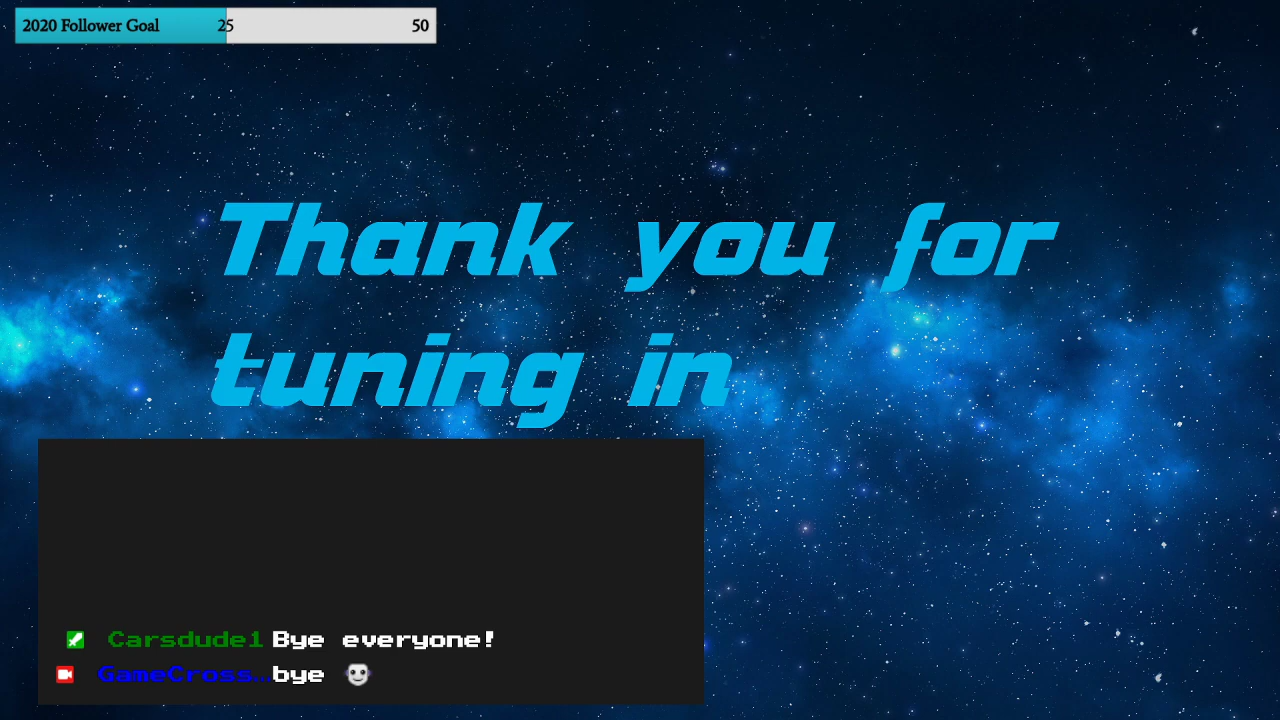 2020 Follower Goal 25 50
Thank you for
tuning in
Carsdude1 Bye everyone!
GameCross... bye